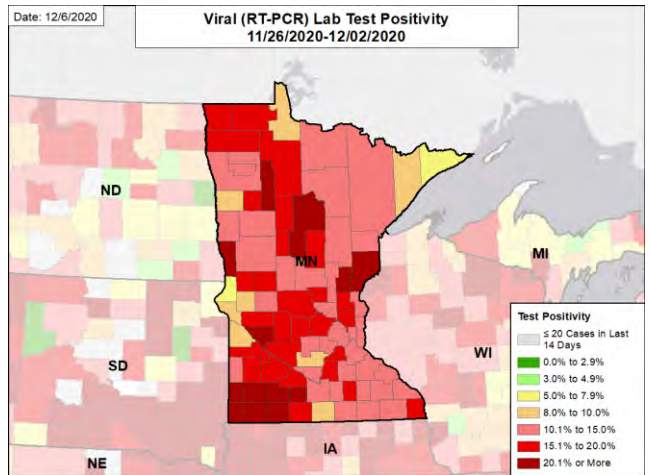 Date: 12/6/2020
Viral (RT-PCR) Lab Test Positivity
11/26/2020-12/02/2020
ND
MN
MI
SD
WI
IA
NE
Test Positivity
≤ 20 Cases in Last
14 Days
0.0% to 2.9%
3.0% to 4.9%
5.0% to 7.9%
8.0% to 10.0%
10.1% to 15.0%
15.1% to 20.0%
20.1% or More